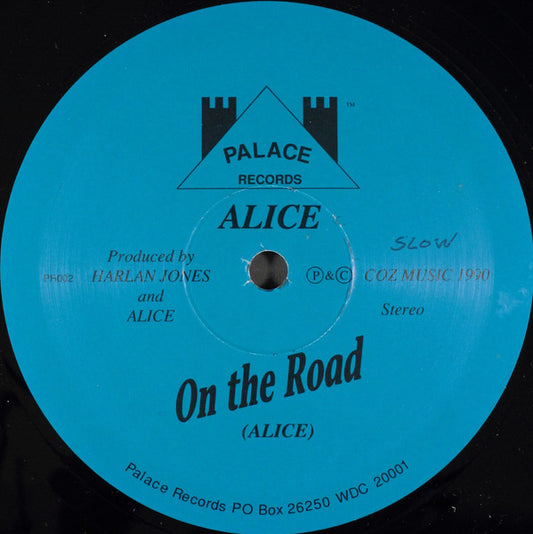 PALACE
™
RECORDS
ALICE
SLOW
Produced by
HARLAN JONES
and
ALICE
PR002
Ⓟ&© COZ MUSIC 1990
Stereo
On the Road
(ALICE)
Palace Records PO Box 26250 WDC 20001